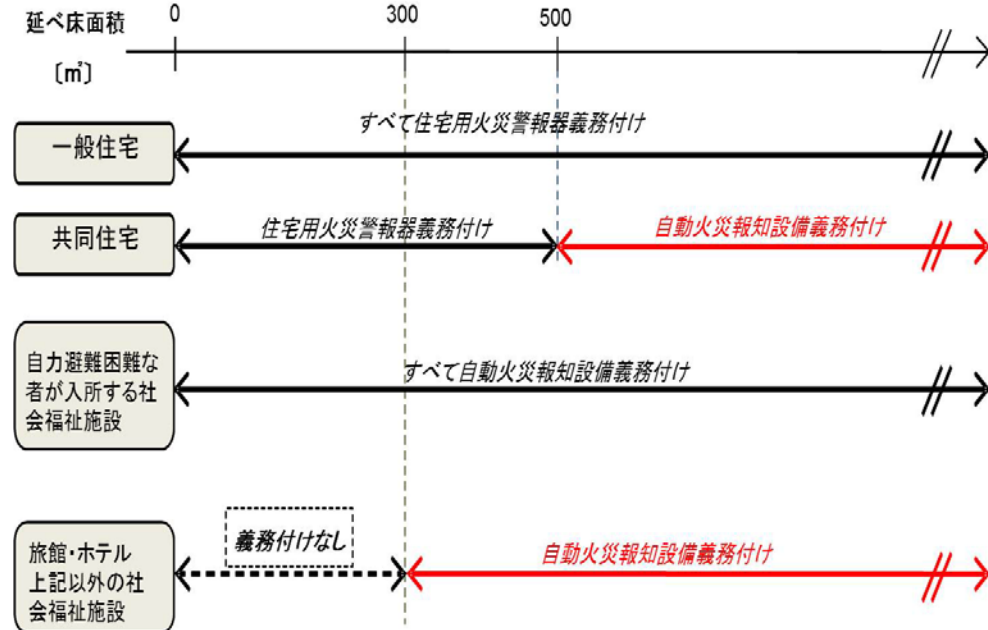 延べ床面積
〔㎡〕
0
300
500
一般住宅
すべて住宅用火災警報器義務付け
共同住宅
住宅用火災警報器義務付け
自動火災報知設備義務付け
自力避難困難な
者が入所する社
会福祉施設
すべて自動火災報知設備義務付け
旅館・ホテル
上記以外の社
会福祉施設
義務付けなし
自動火災報知設備義務付け